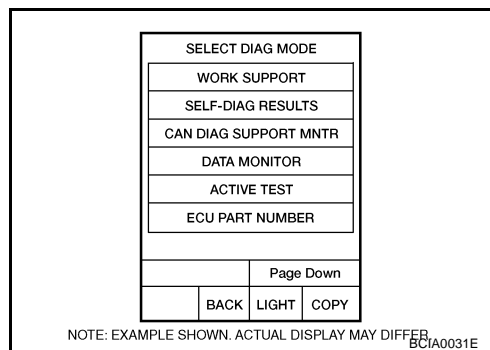 SELECT DIAG MODE
WORK SUPPORT
SELF-DIAG RESULTS
CAN DIAG SUPPORT MNTR
DATA MONITOR
ACTIVE TEST
ECU PART NUMBER
Page Down
BACK LIGHT COPY
NOTE: EXAMPLE SHOWN. ACTUAL DISPLAY MAY DIFFER.
BCIA0031E